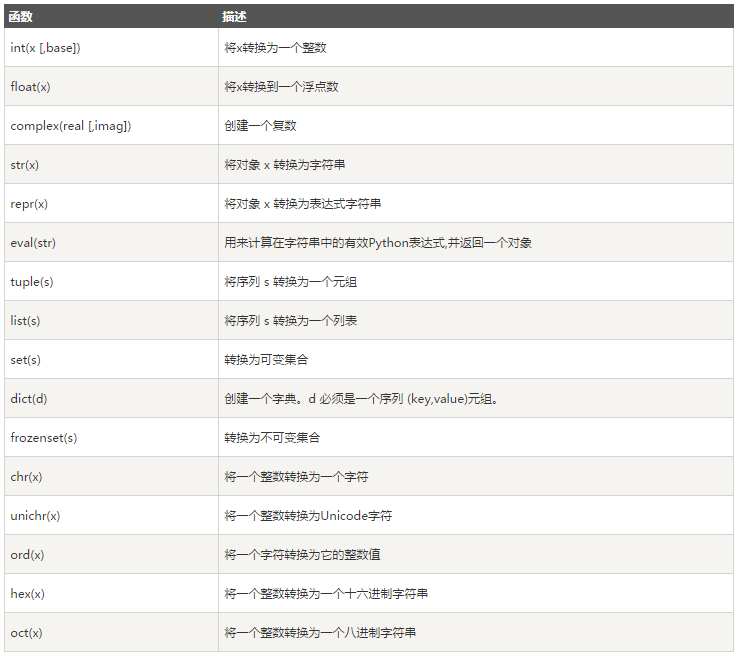 函数 描述
int(x [,base]) 将x转换为一个整数
float(x) 将x转换到一个浮点数
complex(real [,imag]) 创建一个复数
str(x) 将对象 x 转换为字符串
repr(x) 将对象 x 转换为表达式字符串
eval(str) 用来计算在字符串中的有效Python表达式,并返回一个对象
tuple(s) 将序列 s 转换为一个元组
list(s) 将序列 s 转换为一个列表
set(s) 转换为可变集合
dict(d) 创建一个字典。d 必须是一个序列 (key,value)元组。
frozenset(s) 转换为不可变集合
chr(x) 将一个整数转换为一个字符
unichr(x) 将一个整数转换为Unicode字符
ord(x) 将一个字符转换为它的整数值
hex(x) 将一个整数转换为一个十六进制字符串
oct(x) 将一个整数转换为一个八进制字符串